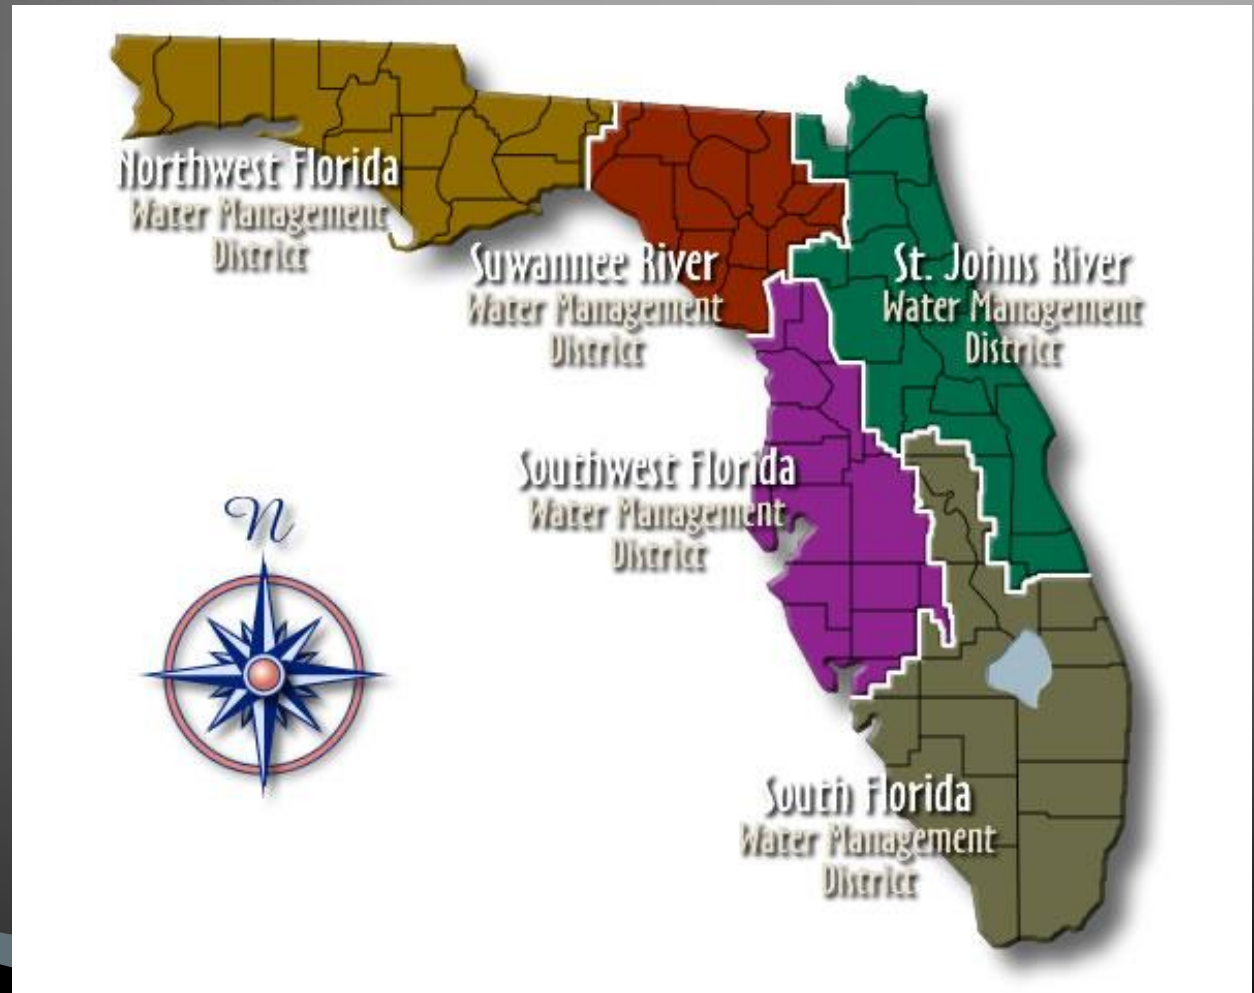 Northwest Florida
Water Management
District
Suwannee River
Water Management
District
St. Johns River
Water Management
District
Southwest Florida
Water Management
District
N
South Florida
Water Management
District